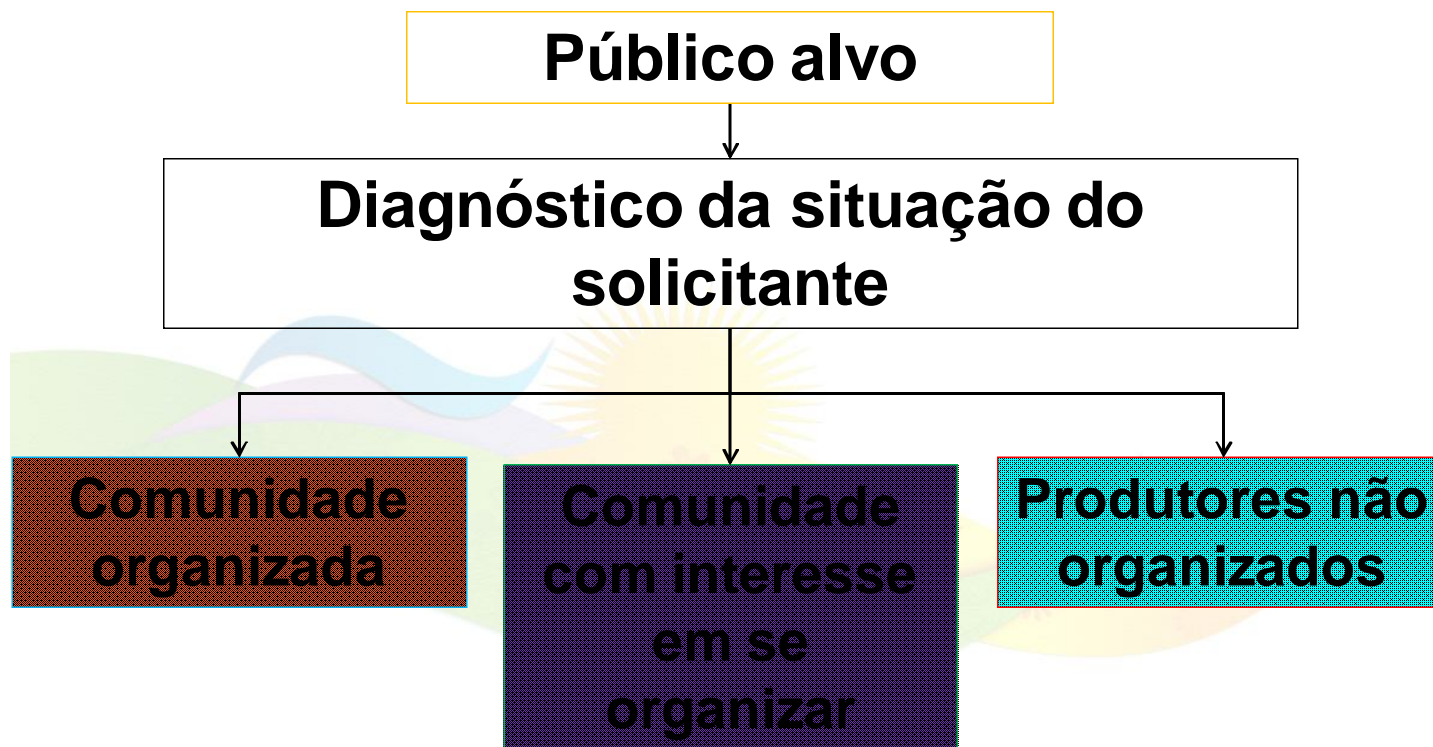 Público alvo
Diagnóstico da situação do
solicitante
Comunidade
organizada
Comunidade
com interesse
em se
organizar
Produtores não
organizados